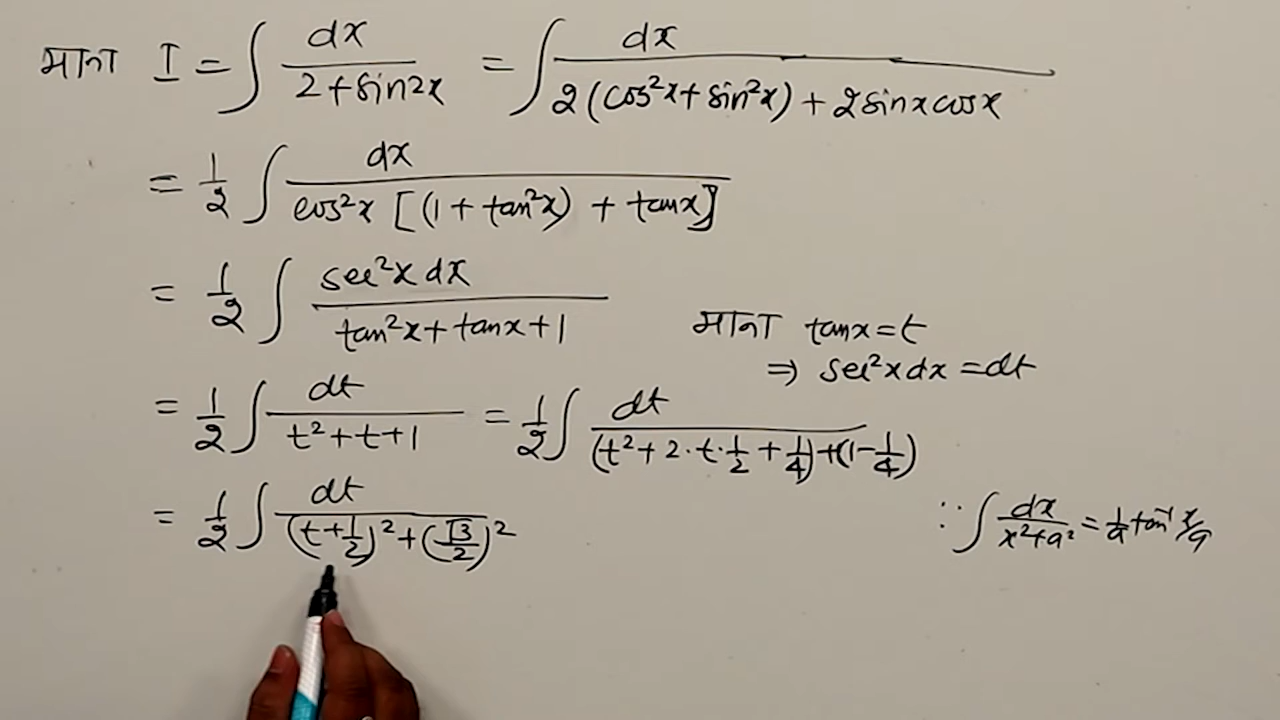 माना I = ∫ dx / 2+sin2x = ∫ dx / 2(cos²x+sin²x)+2sinxcosx
= 1/2 ∫ dx / cos²x [(1+tan²x) + tanx]
= 1/2 ∫ sec²x dx / tan²x+tanx+1
माना tanx=t
⇒ sec²x dx = dt
= 1/2 ∫ dt / t²+t+1 = 1/2 ∫ dt / (t²+2·t·1/2+1/4)+(1-1/4)
= 1/2 ∫ dt / (t+1/2)²+(√3/2)²
∵ ∫ dx / x²+a² = 1/a tan⁻¹ x/a